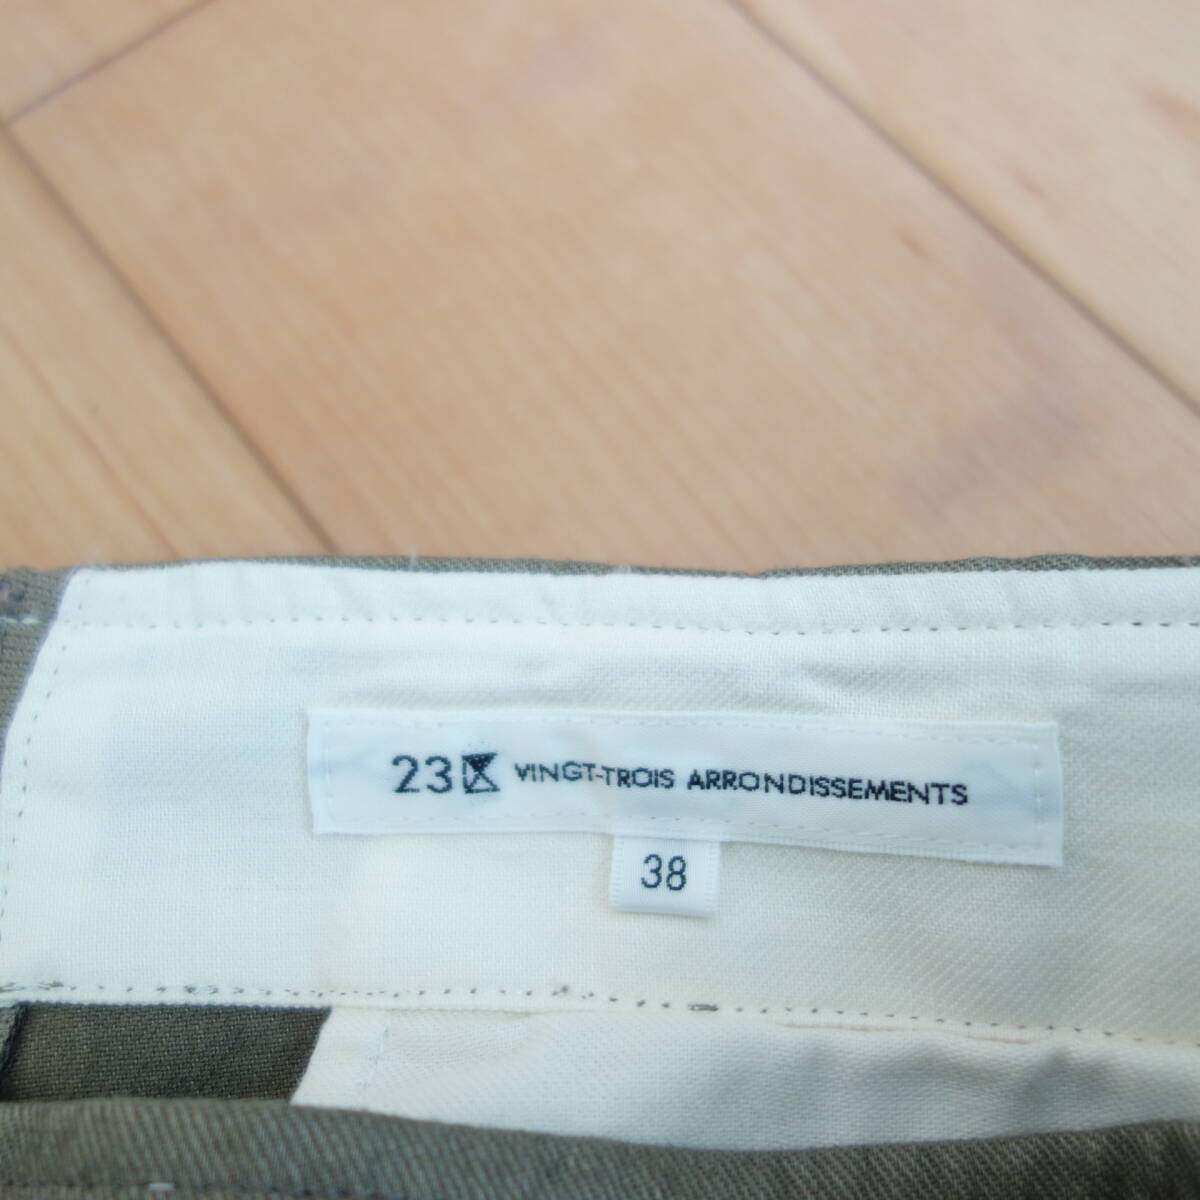 23区 VINGT-TROIS ARRONDISSEMENTS
38